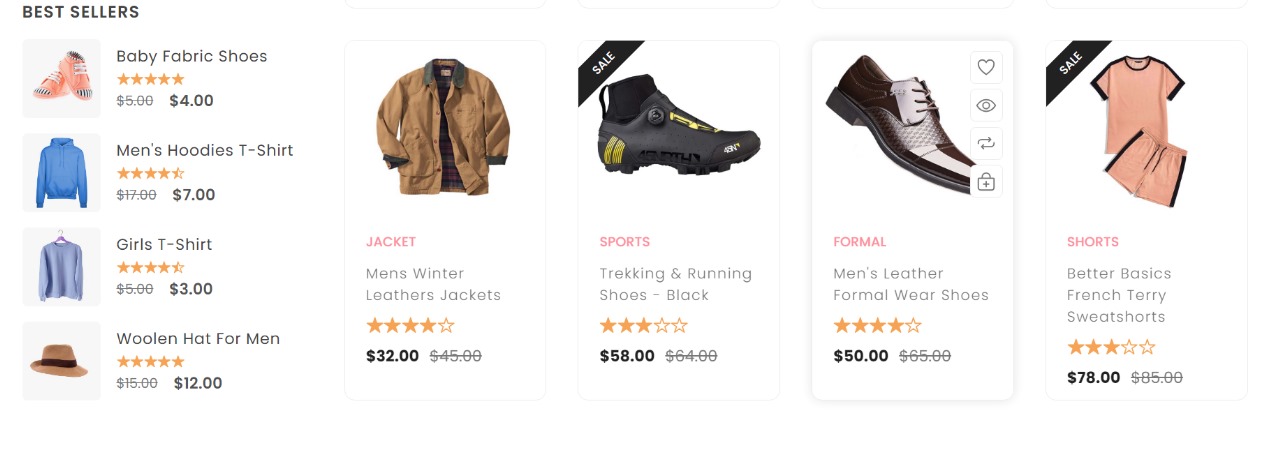 BEST SELLERS
Baby Fabric Shoes
$5.00 $4.00
Men's Hoodies T-Shirt
$17.00 $7.00
Girls T-Shirt
$5.00 $3.00
Woolen Hat For Men
$15.00 $12.00
JACKET
Mens Winter
Leathers Jackets
$32.00 $45.00
SALE
45N
SPORTS
Trekking & Running
Shoes - Black
$58.00 $64.00
FORMAL
Men's Leather
Formal Wear Shoes
$50.00 $65.00
SALE
SHORTS
Better Basics
French Terry
Sweatshorts
$78.00 $85.00